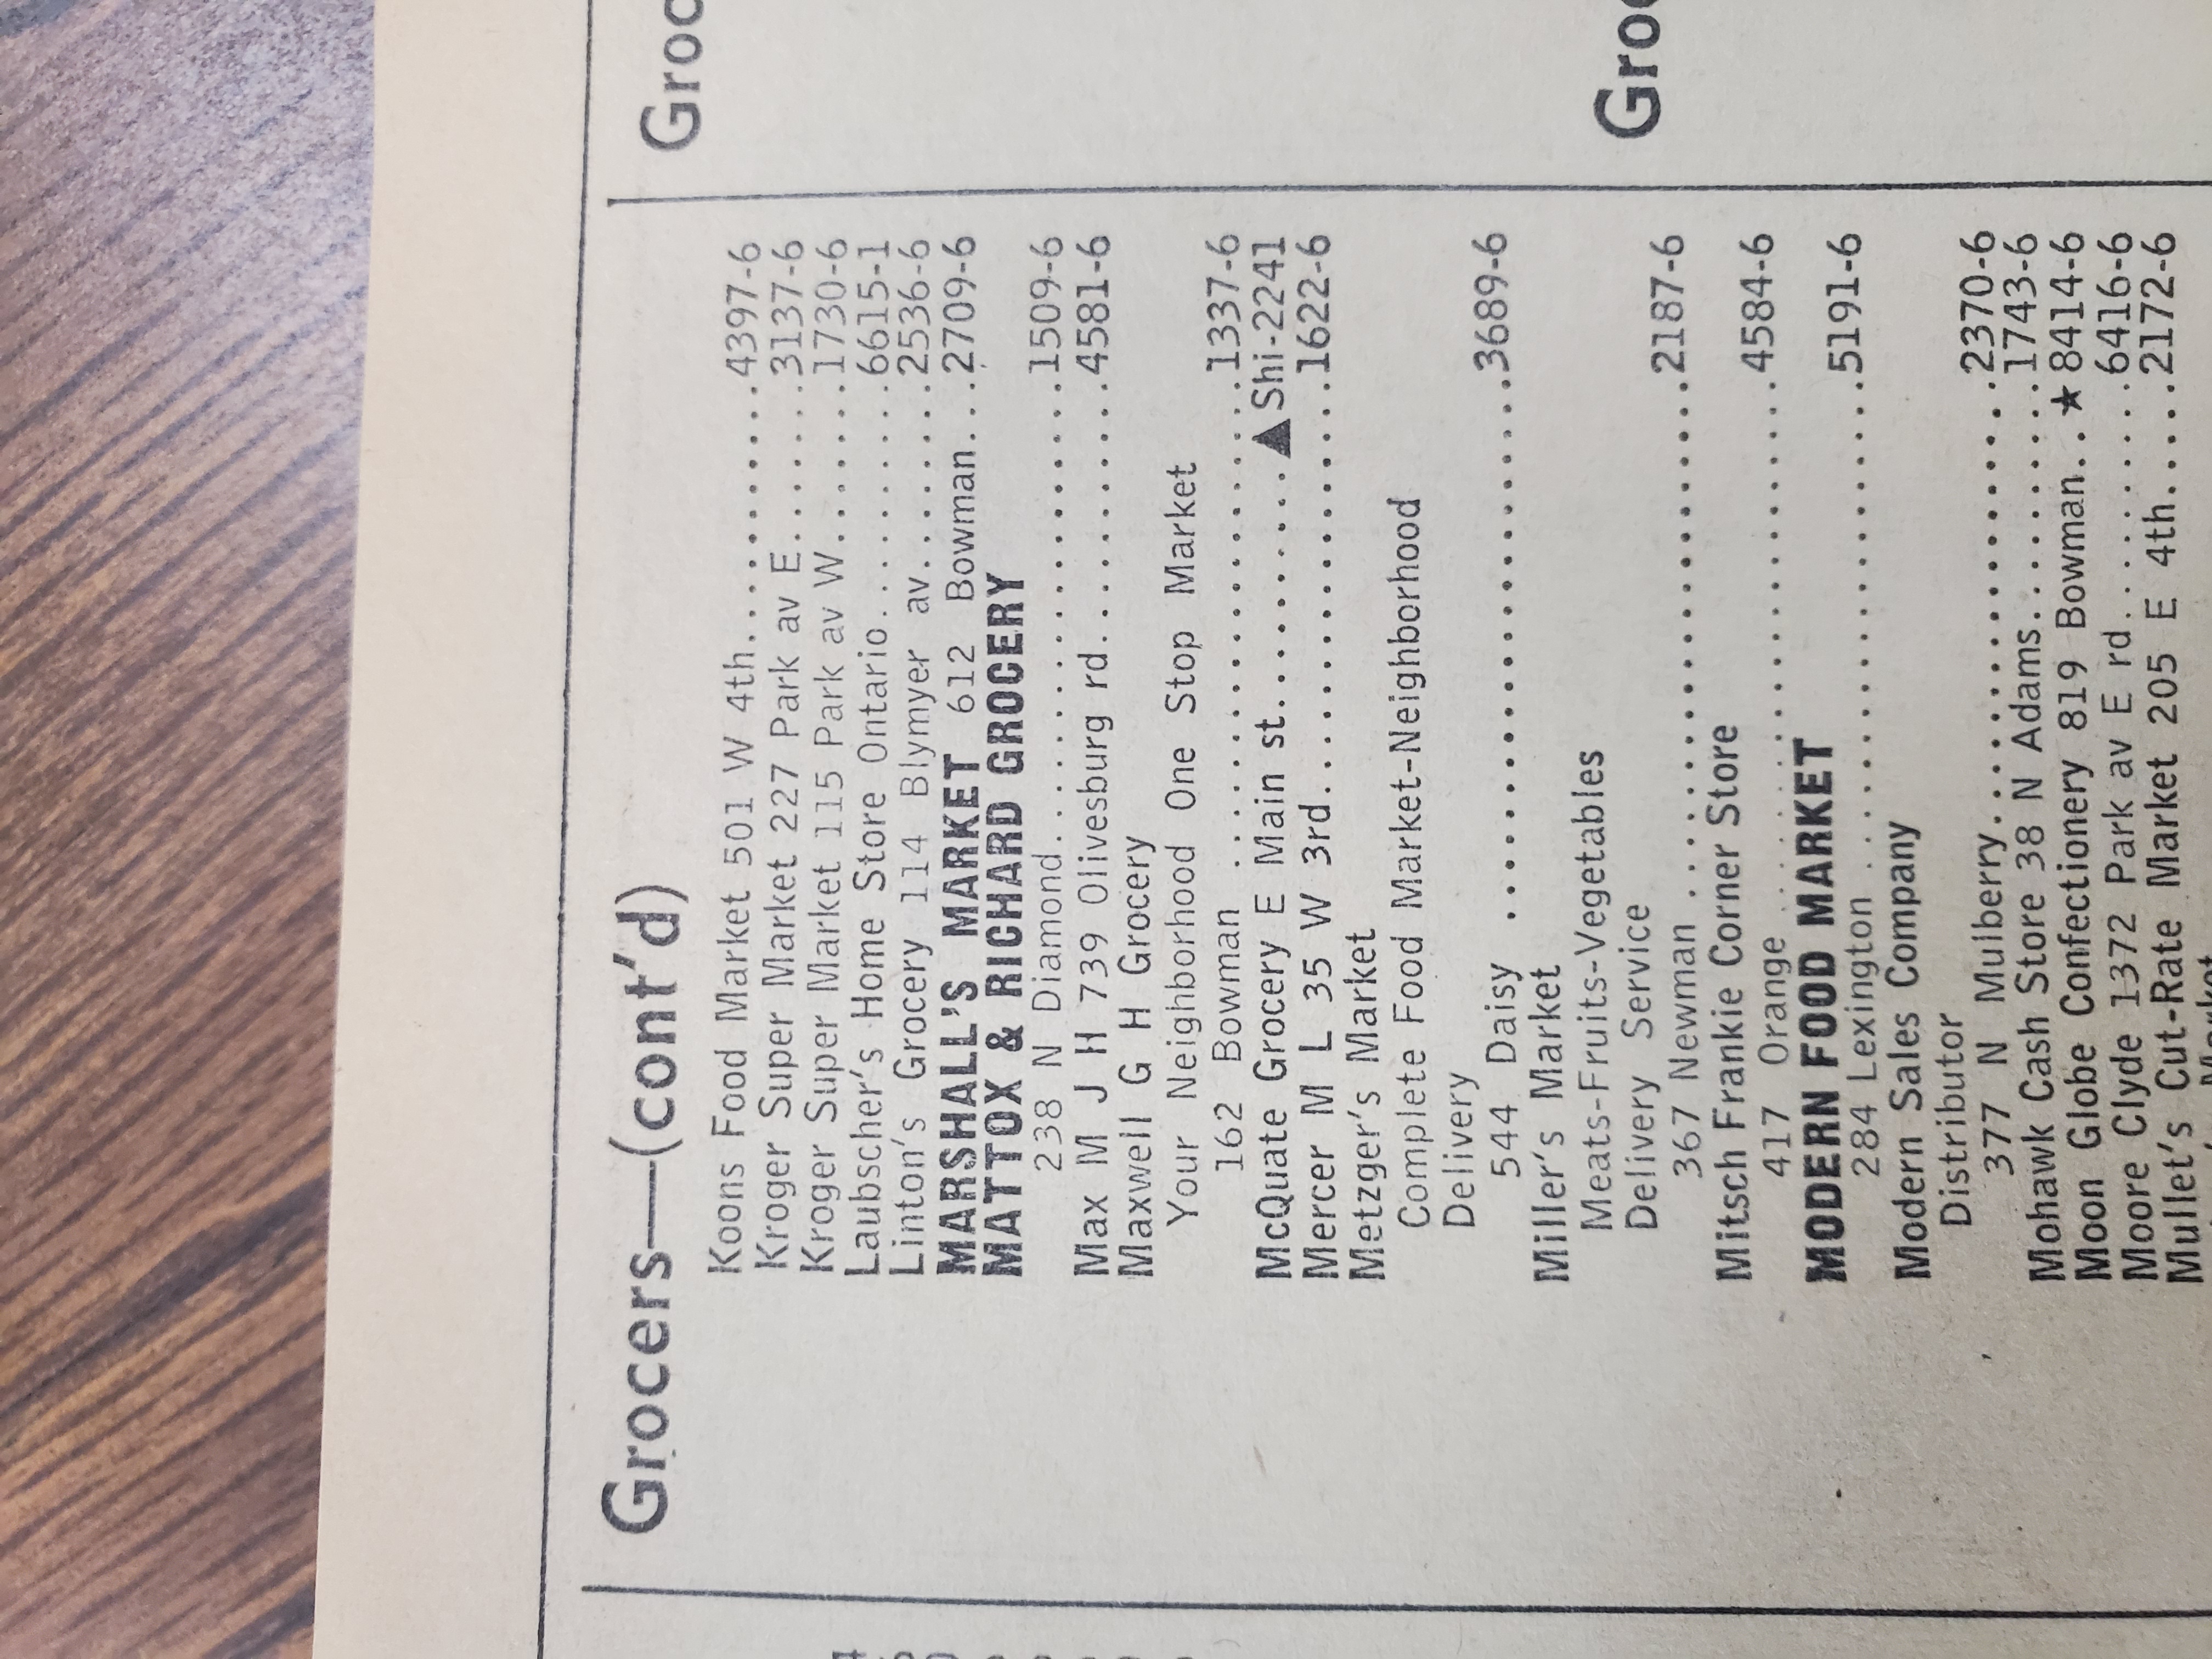 Grocers—(cont'd)
Koons Food Market 501 W 4th..........4397-6
Kroger Super Market 227 Park av E......3137-6
Kroger Super Market 115 Park av W......1730-6
Laubscher's Home Store Ontario.........6615-1
Linton's Grocery 114 Blymyer av.......2536-6
MARSHALL'S MARKET 612 Bowman...2709-6
MATTOX & RICHARD GROCERY
238 N Diamond...................1509-6
Max M J H 739 Olivesburg rd..........4581-6
Maxwell G H Grocery
Your Neighborhood One Stop Market
162 Bowman ...................1337-6
McQuate Grocery E Main st.........▲Shi-2241
Mercer M L 35 W 3rd................1622-6
Metzger's Market
Complete Food Market-Neighborhood
Delivery
544 Daisy ......................3689-6
Miller's Market
Meats-Fruits-Vegetables
Delivery Service
367 Newman .....................2187-6
Mitsch Frankie Corner Store
417 Orange .....................4584-6
MODERN FOOD MARKET
284 Lexington ...................5191-6
Modern Sales Company
Distributor
377 N Mulberry..................2370-6
Mohawk Cash Store 38 N Adams.........1743-6
Moon Globe Confectionery 819 Bowman..★8414-6
Moore Clyde 1372 Park av E rd.........6416-6
Mullet's Cut-Rate Market 205 E 4th.....2172-6
Market
Groc
Groc